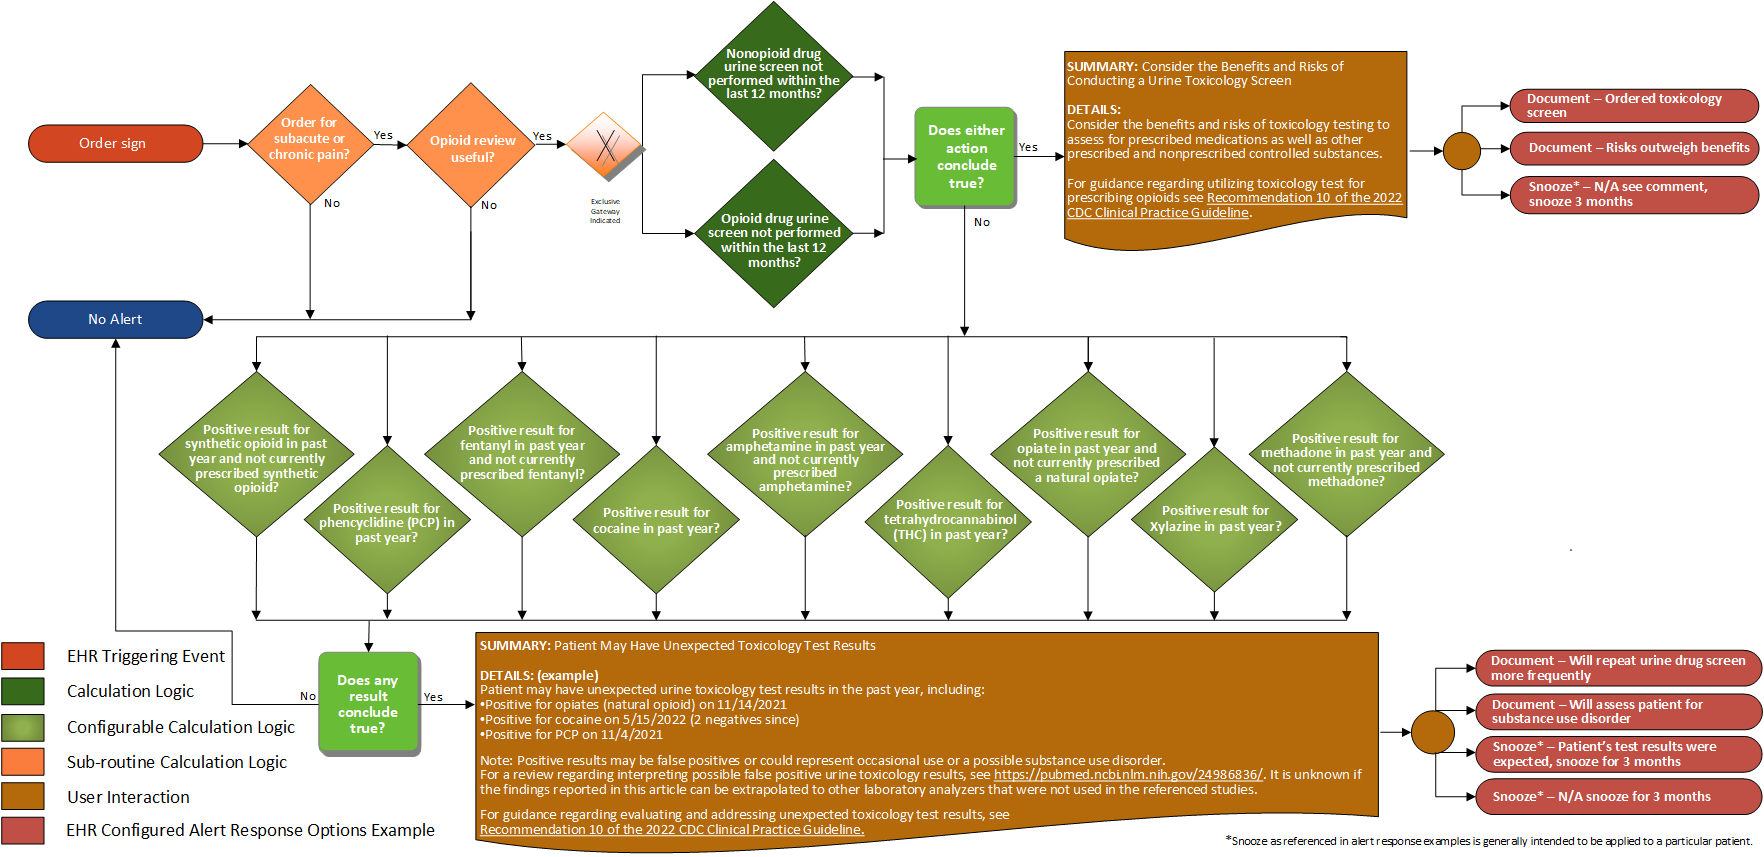 Order sign
Order for
subacute or
chronic pain?
Yes
No
Opioid review
useful?
Yes
No
Exclusive
Gateway
Indicated
Nonopioid drug
urine screen not
performed within the
last 12 months?
Opioid drug urine
screen not performed
within the last 12
months?
Does either
action
conclude
true?
Yes
No
SUMMARY: Consider the Benefits and Risks of
Conducting a Urine Toxicology Screen
DETAILS:
Consider the benefits and risks of toxicology testing to
assess for prescribed medications as well as other
prescribed and nonprescribed controlled substances.
For guidance regarding utilizing toxicology test for
prescribing opioids see Recommendation 10 of the 2022
CDC Clinical Practice Guideline.
Document – Ordered toxicology
screen
Document – Risks outweigh benefits
Snooze* – N/A see comment,
snooze 3 months
No Alert
Positive result for
synthetic opioid in past
year and not currently
prescribed synthetic
opioid?
Positive result for
phencyclidine (PCP) in
past year?
Positive result for
fentanyl in past year
and not currently
prescribed fentanyl?
Positive result for
cocaine in past year?
Positive result for
amphetamine in past year
and not currently
prescribed
amphetamine?
Positive result for
tetrahydrocannabinol
(THC) in past year?
Positive result for
opiate in past year and
not currently prescribed
a natural opiate?
Positive result for
Xylazine in past year?
Positive result for
methadone in past year and
not currently prescribed
methadone?
Does any
result
conclude
true?
No
Yes
SUMMARY: Patient May Have Unexpected Toxicology Test Results
DETAILS: (example)
Patient may have unexpected urine toxicology test results in the past year, including:
•Positive for opiates (natural opioid) on 11/14/2021
•Positive for cocaine on 5/15/2022 (2 negatives since)
•Positive for PCP on 11/4/2021
Note: Positive results may be false positives or could represent occasional use or a possible substance use disorder.
For a review regarding interpreting possible false positive urine toxicology results, see https://pubmed.ncbi.nlm.nih.gov/24986836/. It is unknown if
the findings reported in this article can be extrapolated to other laboratory analyzers that were not used in the referenced studies.
For guidance regarding evaluating and addressing unexpected toxicology test results, see
Recommendation 10 of the 2022 CDC Clinical Practice Guideline.
Document – Will repeat urine drug screen
more frequently
Document – Will assess patient for
substance use disorder
Snooze* – Patient's test results were
expected, snooze for 3 months
Snooze* – N/A snooze for 3 months
EHR Triggering Event
Calculation Logic
Configurable Calculation Logic
Sub-routine Calculation Logic
User Interaction
EHR Configured Alert Response Options Example
*Snooze as referenced in alert response examples is generally intended to be applied to a particular patient.